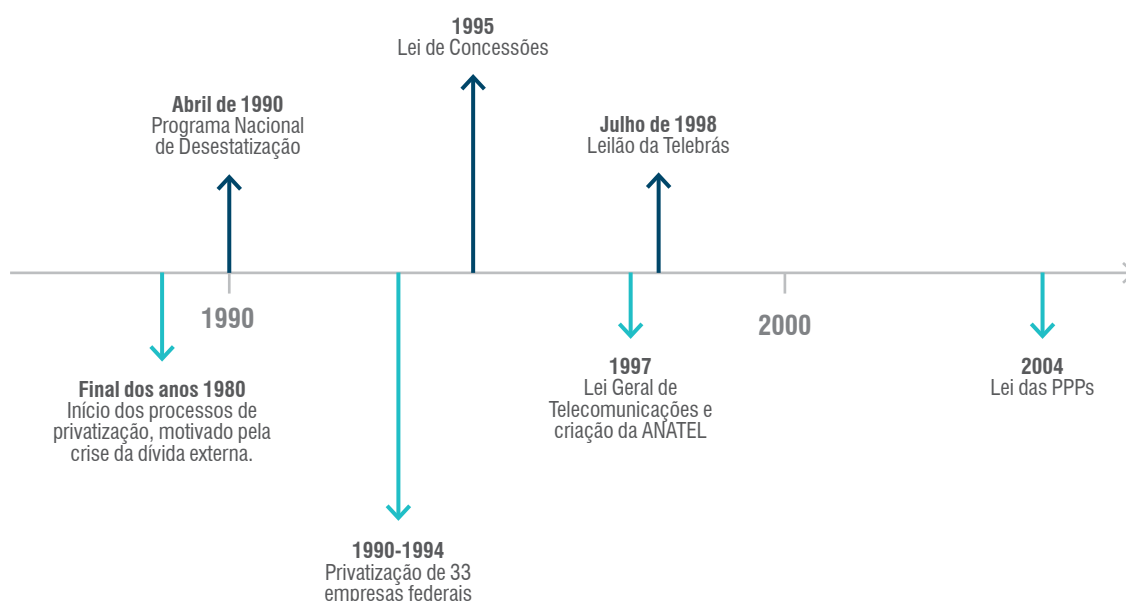 1995
Lei de Concessões
Abril de 1990
Programa Nacional
de Desestatização
Julho de 1998
Leilão da Telebrás
1990
2000
Final dos anos 1980
Início dos processos de
privatização, motivado pela
crise da dívida externa.
1997
Lei Geral de
Telecomunicações e
criação da ANATEL
2004
Lei das PPPs
1990-1994
Privatização de 33
empresas federais